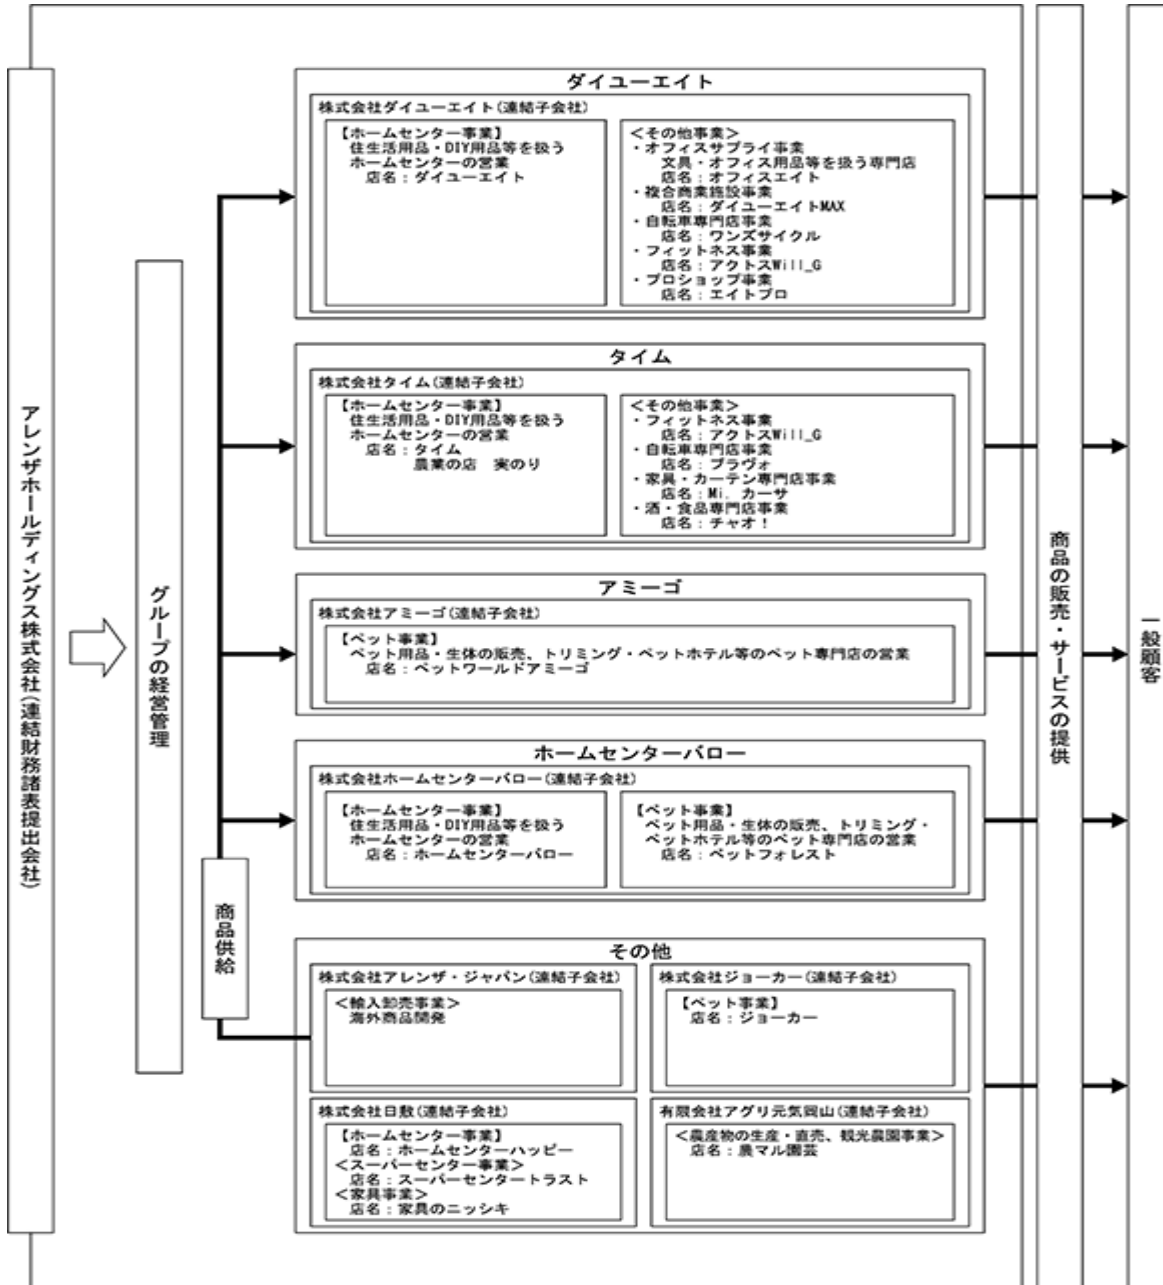 アレンザホールディングス株式会社(連結財務諸表提出会社)
グループの経営管理
商品供給
ダイユーエイト
株式会社ダイユーエイト(連結子会社)
【ホームセンター事業】
住生活用品・DIY用品等を扱う
ホームセンターの営業
店名：ダイユーエイト
＜その他事業＞
・オフィスサプライ事業
文具・オフィス用品等を扱う専門店
店名：オフィスエイト
・複合商業施設事業
店名：ダイユーエイトMAX
・自転車専門店事業
店名：ワンズサイクル
・フィットネス事業
店名：アクトスWill_G
・プロショップ事業
店名：エイトプロ
タイム
株式会社タイム(連結子会社)
【ホームセンター事業】
住生活用品・DIY用品等を扱う
ホームセンターの営業
店名：タイム
農業の店　実のり
＜その他事業＞
・フィットネス事業
店名：アクトスWill_G
・自転車専門店事業
店名：ブラヴォ
・家具・カーテン専門店事業
店名：Mi. カーサ
・酒・食品専門店事業
店名：チャオ！
アミーゴ
株式会社アミーゴ(連結子会社)
【ペット事業】
ペット用品・生体の販売、トリミング・ペットホテル等のペット専門店の営業
店名：ペットワールドアミーゴ
ホームセンターバロー
株式会社ホームセンターバロー(連結子会社)
【ホームセンター事業】
住生活用品・DIY用品等を扱う
ホームセンターの営業
店名：ホームセンターバロー
【ペット事業】
ペット用品・生体の販売、トリミング・
ペットホテル等のペット専門店の営業
店名：ペットフォレスト
その他
株式会社アレンザ・ジャパン(連結子会社)
＜輸入卸売事業＞
海外商品開発
株式会社ジョーカー(連結子会社)
【ペット事業】
店名：ジョーカー
株式会社日敷(連結子会社)
【ホームセンター事業】
店名：ホームセンターハッピー
＜スーパーセンター事業＞
店名：スーパーセンタートラスト
＜家具事業＞
店名：家具のニッシキ
有限会社アグリ元気岡山(連結子会社)
＜農産物の生産・直売、観光農園事業＞
店名：農マル園芸
商品の販売・サービスの提供
一般顧客